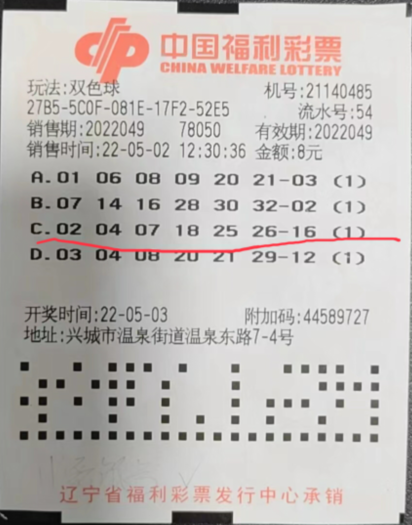 中国福利彩票
CHINA WELFARE LOTTERY
玩法:双色球 机号:21140485
27B5-5C0F-081E-17F2-52E5 流水号:54
销售期:2022049 78050 有效期:2022049
销售时间:22-05-02 12:30:36 金额:8元
A.01 06 08 09 20 21-03 (1)
B.07 14 16 28 30 32-02 (1)
C.02 04 07 18 25 26-16 (1)
D.03 04 08 20 21 29-12 (1)
开奖时间:22-05-03 附加码:44589727
地址:兴城市温泉街道温泉东路7-4号
辽宁省福利彩票发行中心承销